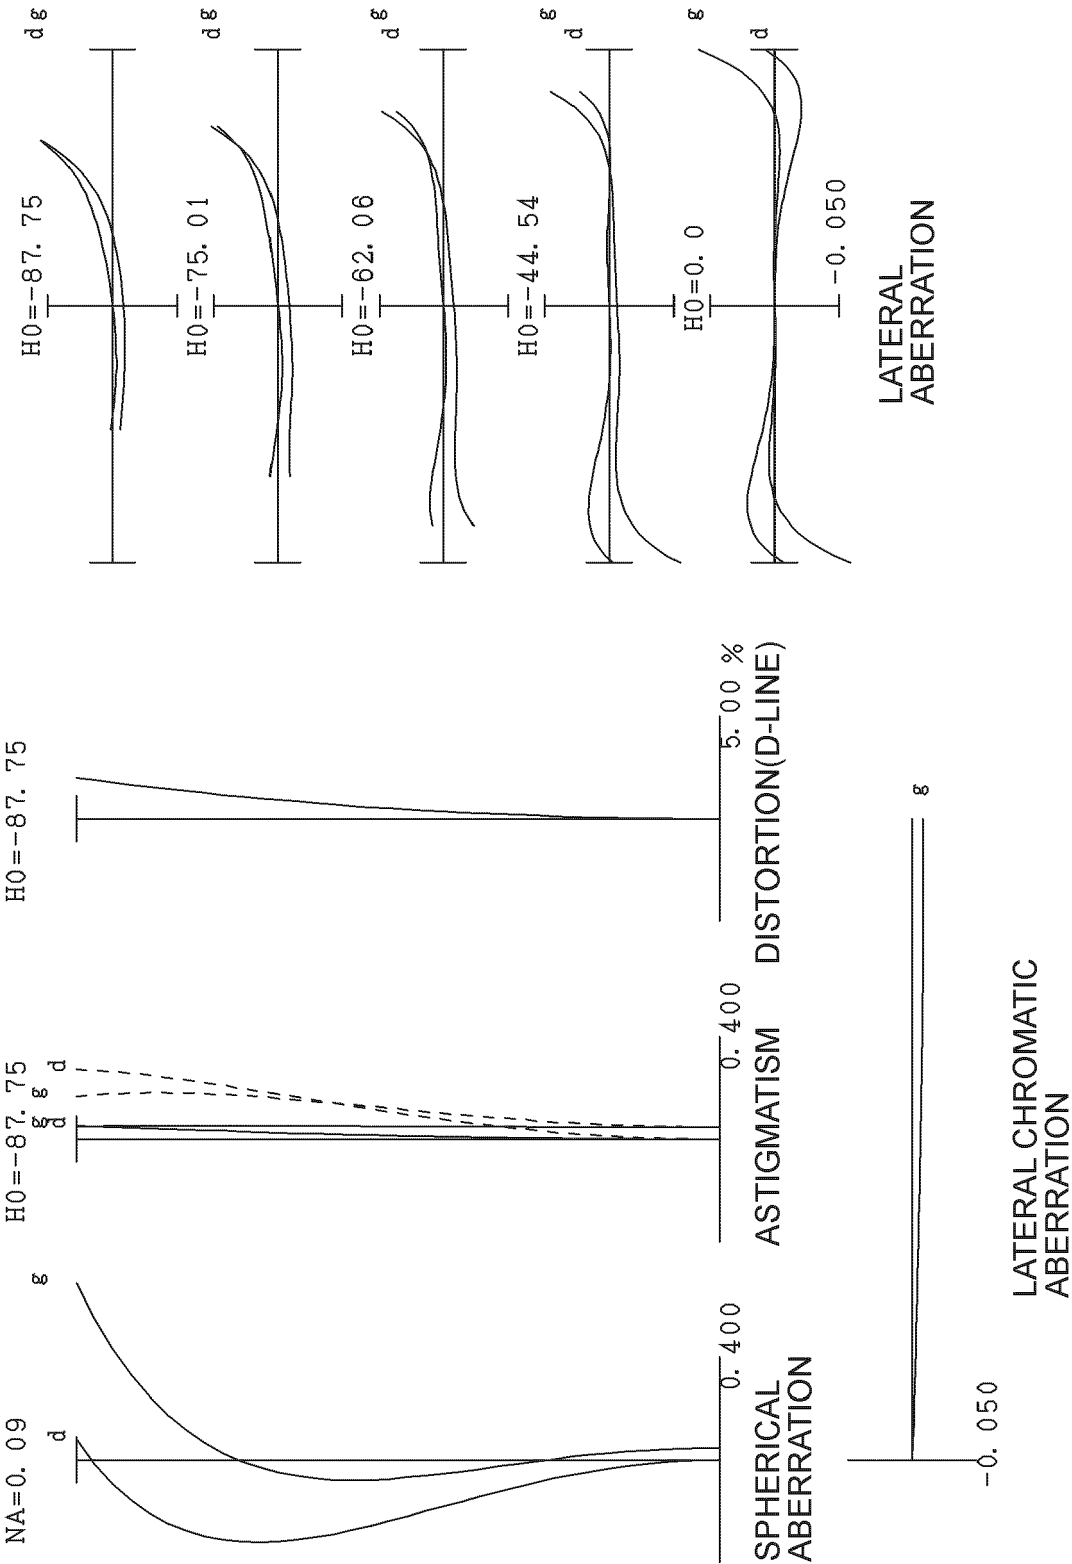 NA=0. 09
d
g
0. 400
SPHERICAL
ABERRATION
H0=-87. 75
g
d
g
d
0. 400
ASTIGMATISM
H0=-87. 75
5. 00 %
DISTORTION(D-LINE)
-0. 050
g
LATERAL CHROMATIC
ABERRATION
H0=-87. 75
d g
H0=-75. 01
d g
H0=-62. 06
d g
H0=-44. 54
d g
H0=0. 0
d g
-0. 050
LATERAL
ABERRATION